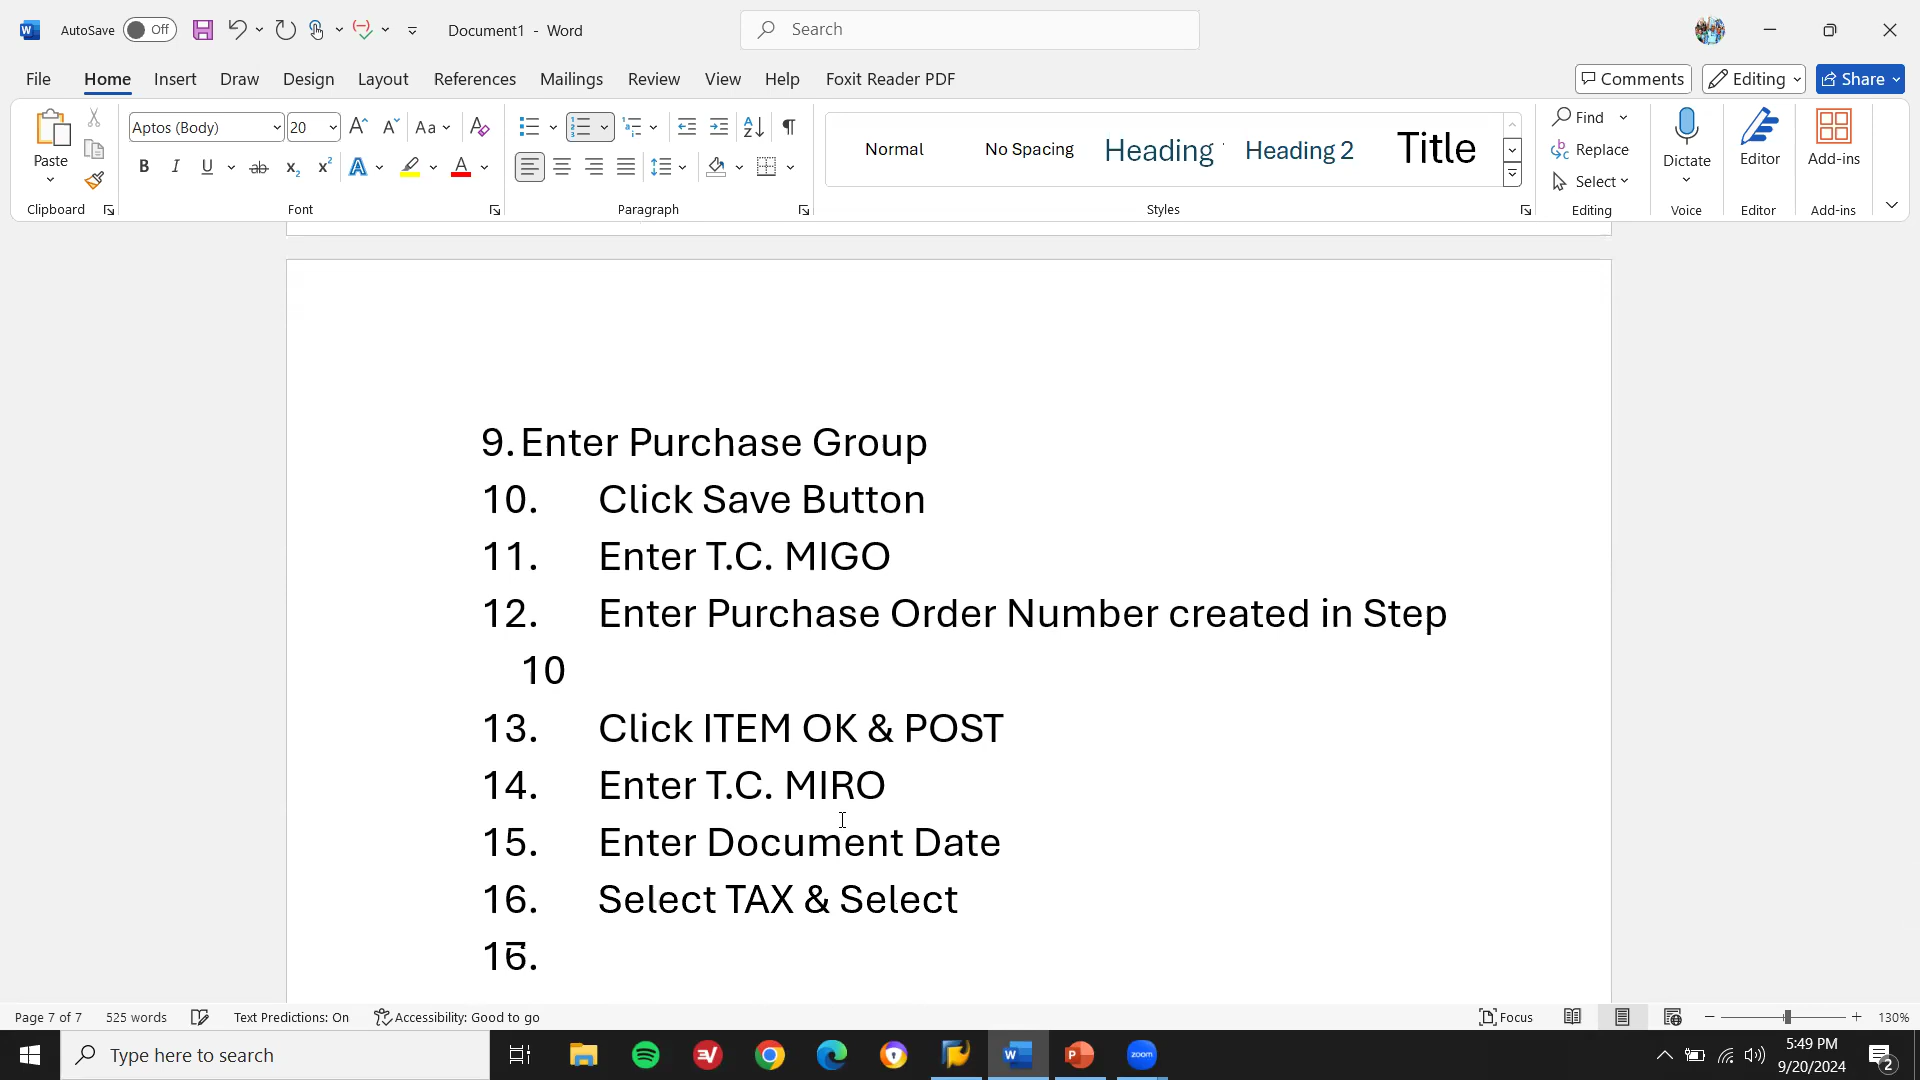 AutoSave Off Document1 - Word Search
File Home Insert Draw Design Layout References Mailings Review View Help Foxit Reader PDF Comments Editing Share
Paste Aptos (Body) 20 Normal No Spacing Heading Heading 2 Title Find Replace Select Dictate Editor Add-ins
Clipboard Font Paragraph Styles Editing Voice Editor Add-ins
9. Enter Purchase Group
10. Click Save Button
11. Enter T.C. MIGO
12. Enter Purchase Order Number created in Step
10
13. Click ITEM OK & POST
14. Enter T.C. MIRO
15. Enter Document Date
16. Select TAX & Select
Page 7 of 7 525 words Text Predictions: On Accessibility: Good to go Focus 130%
Type here to search zoom 5:49 PM
9/20/2024 2